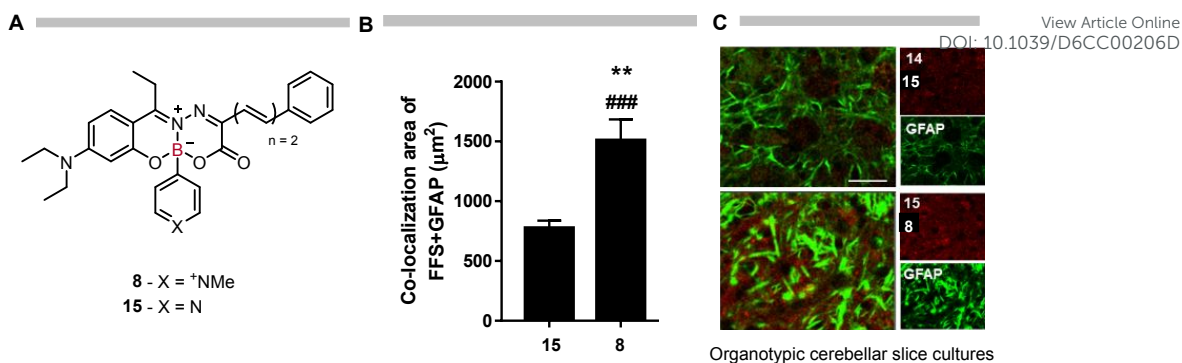 A
B
C
View Article Online
DOI: 10.1039/D6CC00206D
N
+
N
N
B
−
O
O
O
X
n = 2
8 - X = ⁺NMe
15 - X = N
Co-localization area of
FFS+GFAP (μm²)
2000
1500
1000
500
0
**
###
15
8
14
15
GFAP
15
8
GFAP
Organotypic cerebellar slice cultures